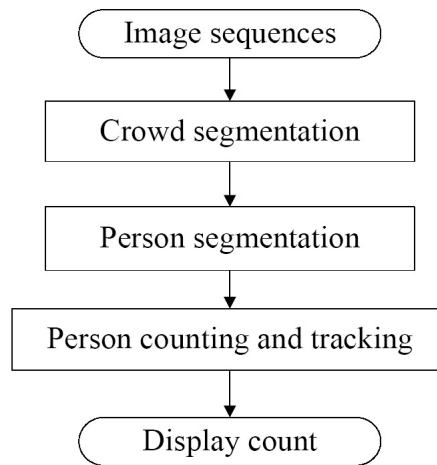 Image sequences
Crowd segmentation
Person segmentation
Person counting and tracking
Display count